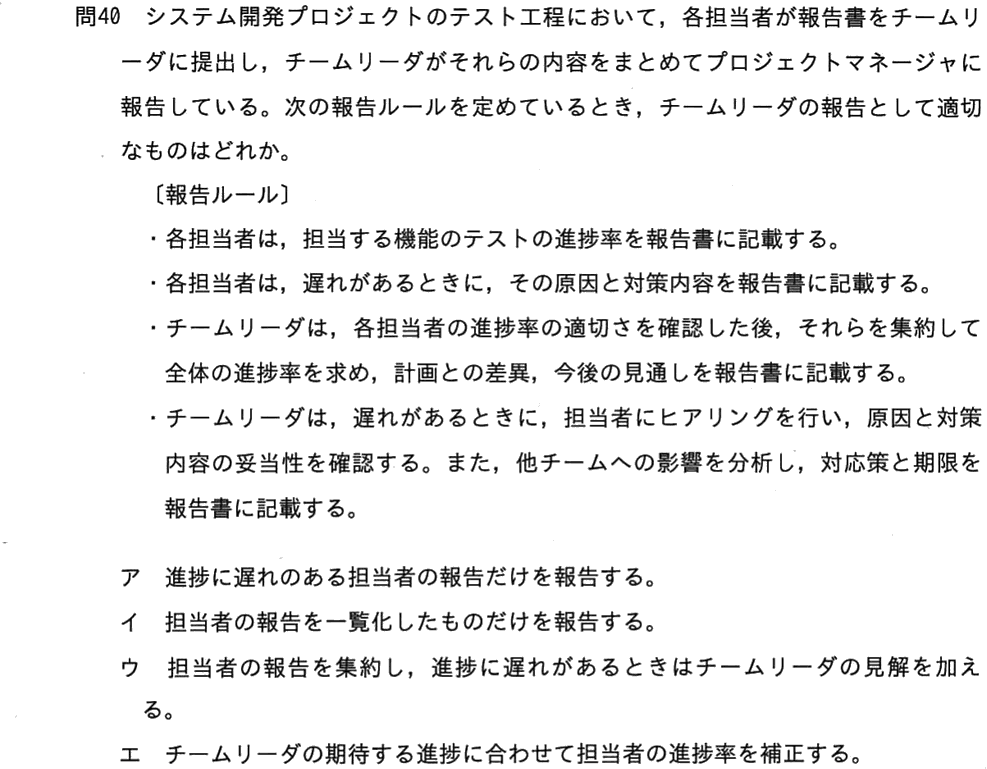 問40 システム開発プロジェクトのテスト工程において，各担当者が報告書をチームリ
ーダに提出し，チームリーダがそれらの内容をまとめてプロジェクトマネージャに
報告している。次の報告ルールを定めているとき，チームリーダの報告として適切
なものはどれか。
〔報告ルール〕
・各担当者は，担当する機能のテストの進捗率を報告書に記載する。
・各担当者は，遅れがあるときに，その原因と対策内容を報告書に記載する。
・チームリーダは，各担当者の進捗率の適切さを確認した後，それらを集約して
全体の進捗率を求め，計画との差異，今後の見通しを報告書に記載する。
・チームリーダは，遅れがあるときに，担当者にヒアリングを行い，原因と対策
内容の妥当性を確認する。また，他チームへの影響を分析し，対応策と期限を
報告書に記載する。
ア 進捗に遅れのある担当者の報告だけを報告する。
イ 担当者の報告を一覧化したものだけを報告する。
ウ 担当者の報告を集約し，進捗に遅れがあるときはチームリーダの見解を加え
る。
エ チームリーダの期待する進捗に合わせて担当者の進捗率を補正する。